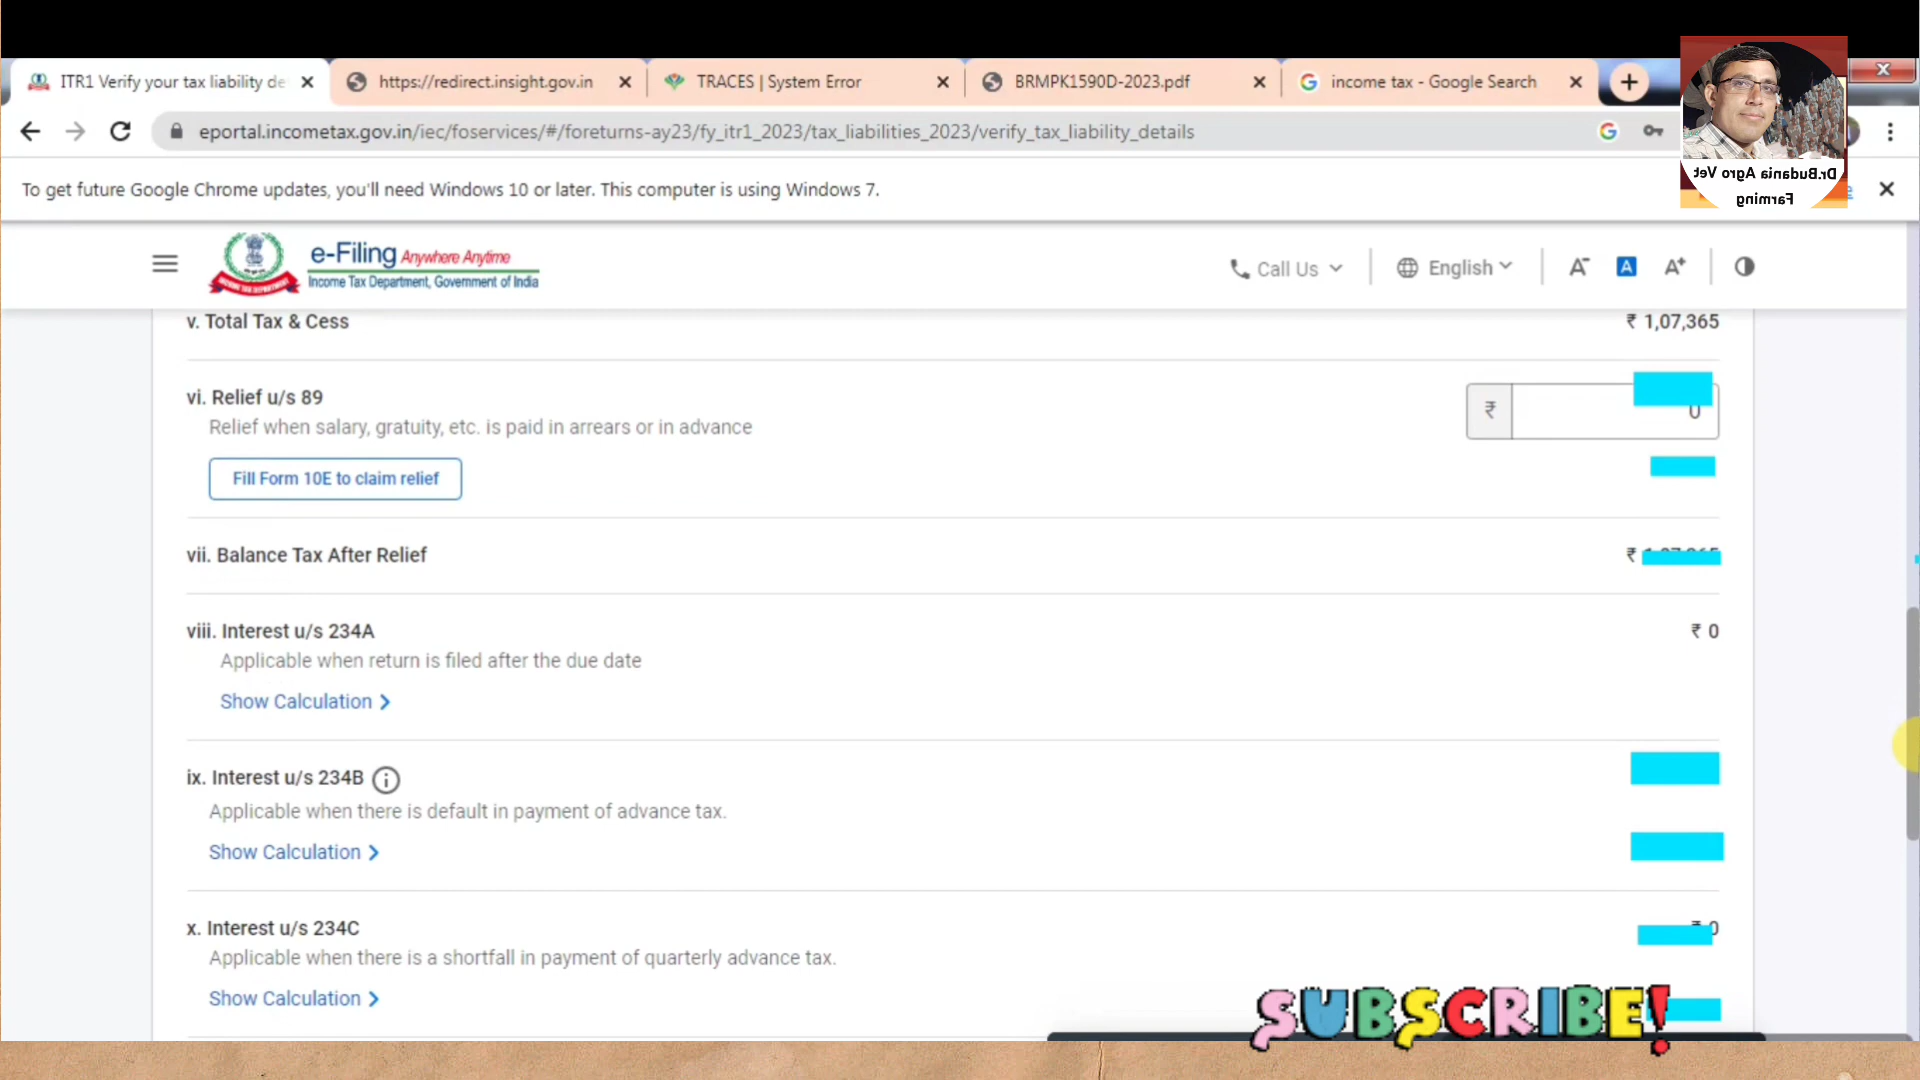 ITR1 Verify your tax liability de
https://redirect.insight.gov.in
TRACES | System Error
BRMPK1590D-2023.pdf
income tax - Google Search
eportal.incometax.gov.in/iec/foservices/#/foreturns-ay23/fy_itr1_2023/tax_liabilities_2023/verify_tax_liability_details
Dr.Budania Agro Vet
Farming
To get future Google Chrome updates, you'll need Windows 10 or later. This computer is using Windows 7.
e-Filing Anywhere Anytime
Income Tax Department, Government of India
Call Us
English
A-
A
A+
v. Total Tax & Cess
₹ 1,07,365
vi. Relief u/s 89
Relief when salary, gratuity, etc. is paid in arrears or in advance
₹ 0
Fill Form 10E to claim relief
vii. Balance Tax After Relief
₹
viii. Interest u/s 234A
₹ 0
Applicable when return is filed after the due date
Show Calculation
ix. Interest u/s 234B
Applicable when there is default in payment of advance tax.
Show Calculation
x. Interest u/s 234C
₹ 0
Applicable when there is a shortfall in payment of quarterly advance tax.
Show Calculation
SUBSCRIBE!